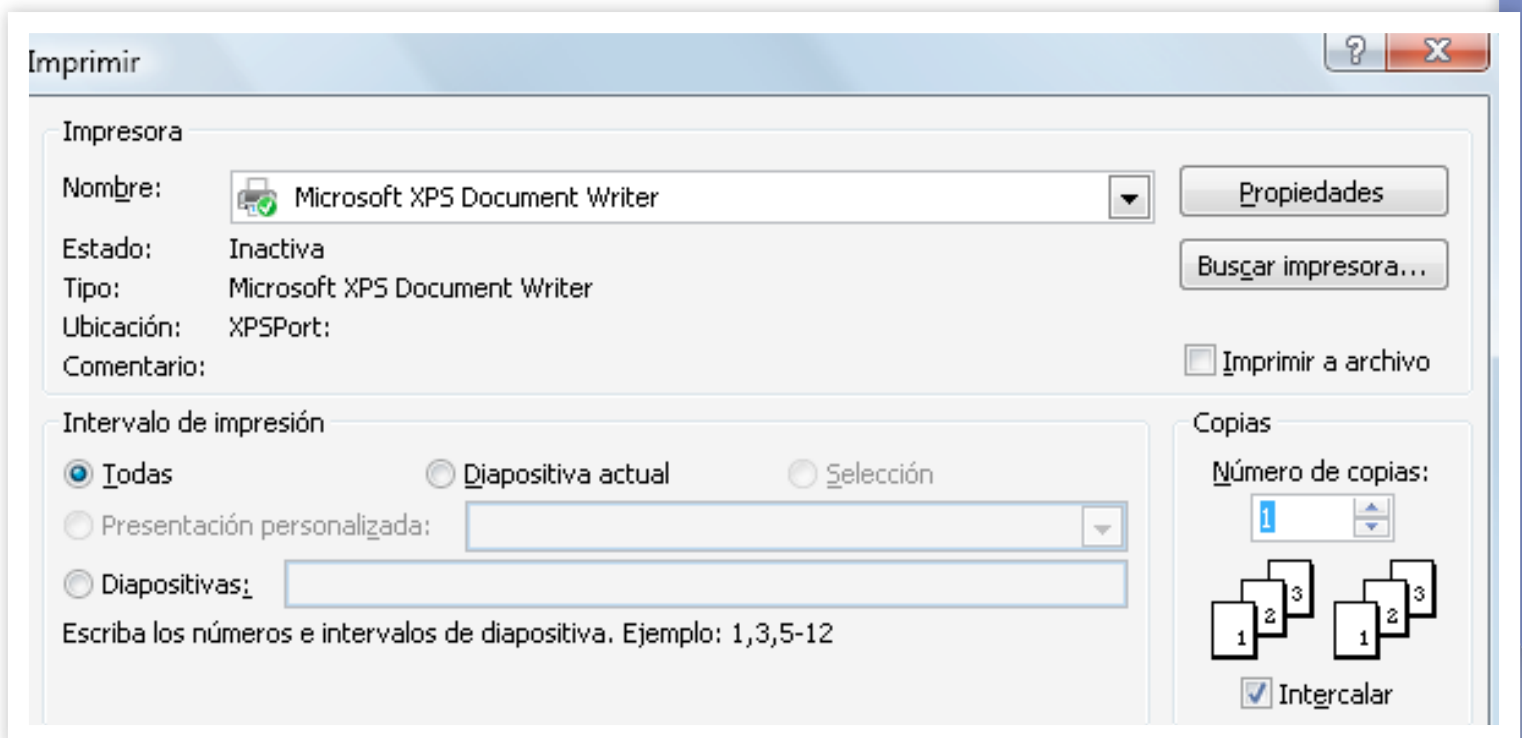 Imprimir
Impresora
Nombre: Microsoft XPS Document Writer Propiedades
Estado: Inactiva Buscar impresora...
Tipo: Microsoft XPS Document Writer
Ubicación: XPSPort:
Comentario: Imprimir a archivo
Intervalo de impresión Copias
Todas Diapositiva actual Selección Número de copias:
Presentación personalizada: 1
Diapositivas:
Escriba los números e intervalos de diapositiva. Ejemplo: 1,3,5-12
1 2 3 1 2 3
Intercalar